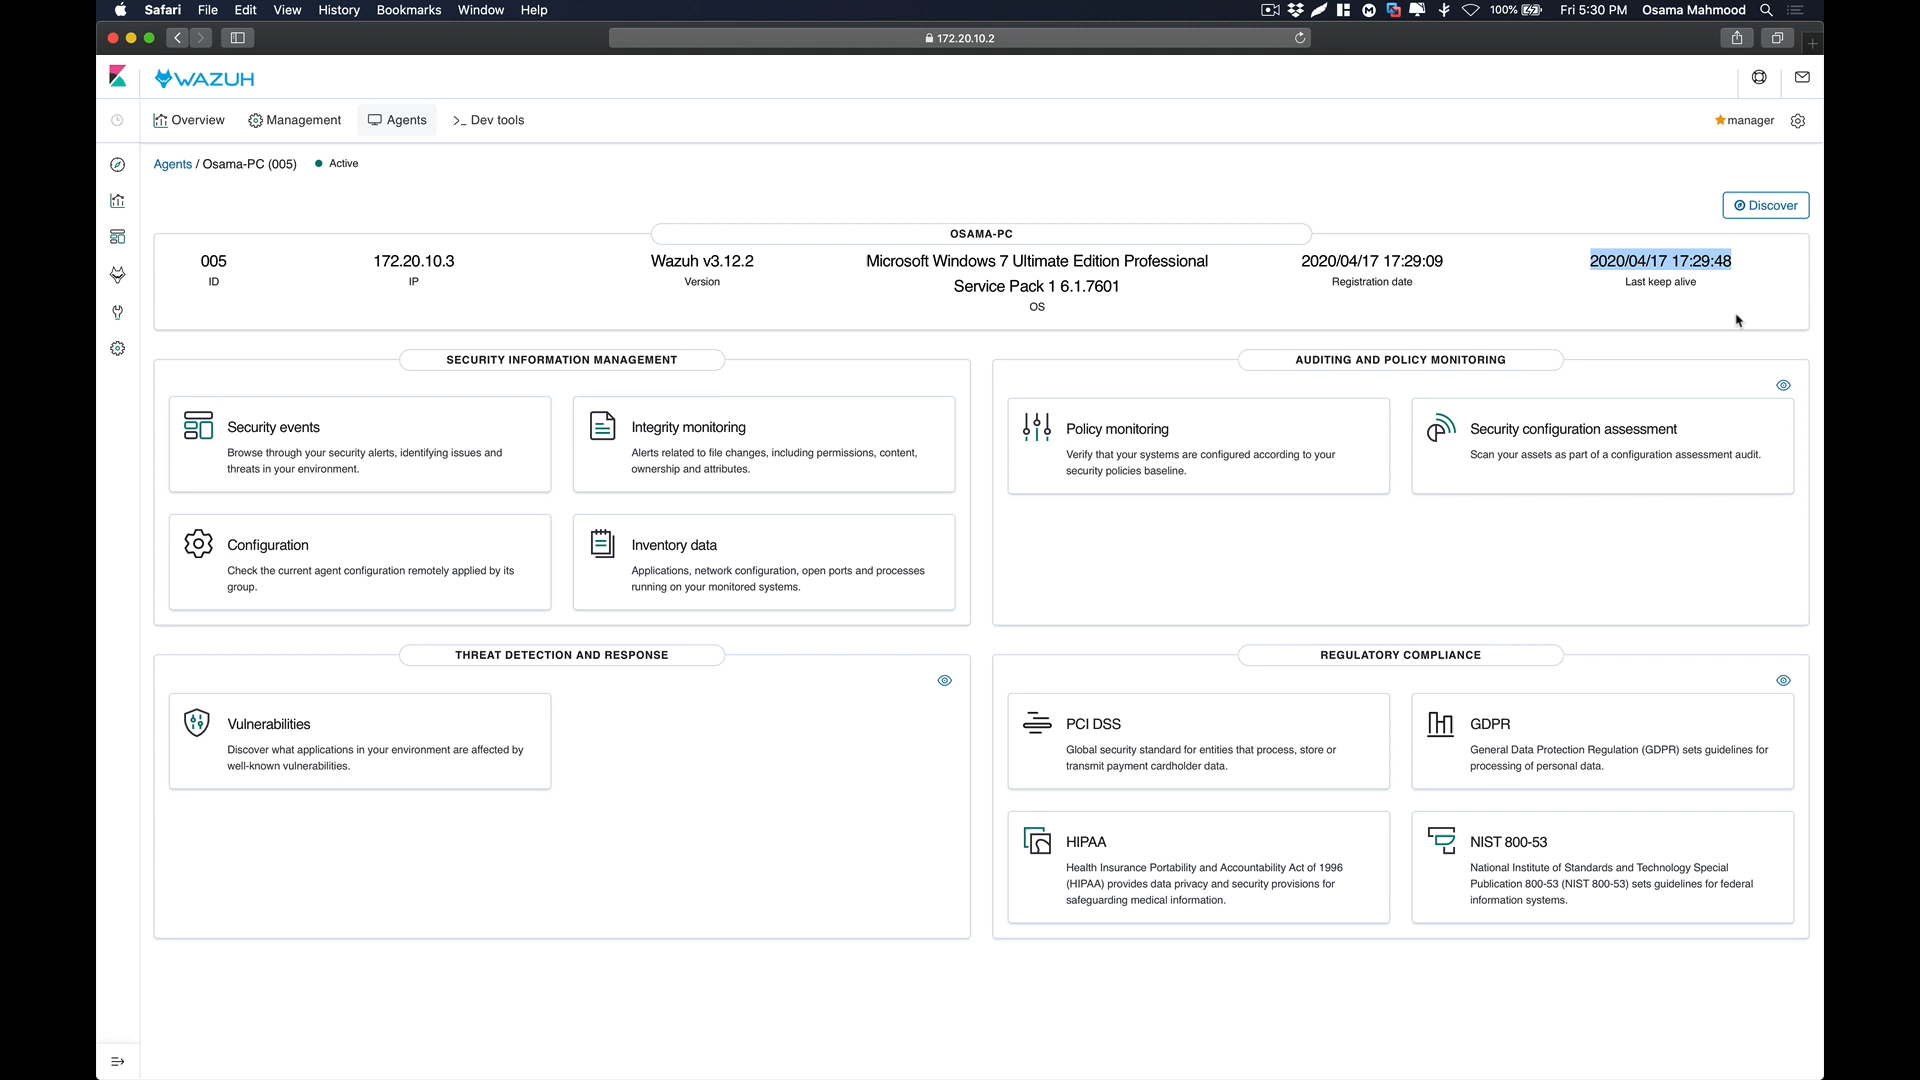 Safari File Edit View History Bookmarks Window Help 100% Fri 5:30 PM Osama Mahmood
172.20.10.2
WAZUH
Overview Management Agents >_ Dev tools manager
Agents / Osama-PC (005) Active
Discover
OSAMA-PC
005
ID
172.20.10.3
IP
Wazuh v3.12.2
Version
Microsoft Windows 7 Ultimate Edition Professional
Service Pack 1 6.1.7601
OS
2020/04/17 17:29:09
Registration date
2020/04/17 17:29:48
Last keep alive
SECURITY INFORMATION MANAGEMENT
Security events
Browse through your security alerts, identifying issues and
threats in your environment.
Integrity monitoring
Alerts related to file changes, including permissions, content,
ownership and attributes.
Configuration
Check the current agent configuration remotely applied by its
group.
Inventory data
Applications, network configuration, open ports and processes
running on your monitored systems.
AUDITING AND POLICY MONITORING
Policy monitoring
Verify that your systems are configured according to your
security policies baseline.
Security configuration assessment
Scan your assets as part of a configuration assessment audit.
THREAT DETECTION AND RESPONSE
Vulnerabilities
Discover what applications in your environment are affected by
well-known vulnerabilities.
REGULATORY COMPLIANCE
PCI DSS
Global security standard for entities that process, store or
transmit payment cardholder data.
GDPR
General Data Protection Regulation (GDPR) sets guidelines for
processing of personal data.
HIPAA
Health Insurance Portability and Accountability Act of 1996
(HIPAA) provides data privacy and security provisions for
safeguarding medical information.
NIST 800-53
National Institute of Standards and Technology Special
Publication 800-53 (NIST 800-53) sets guidelines for federal
information systems.